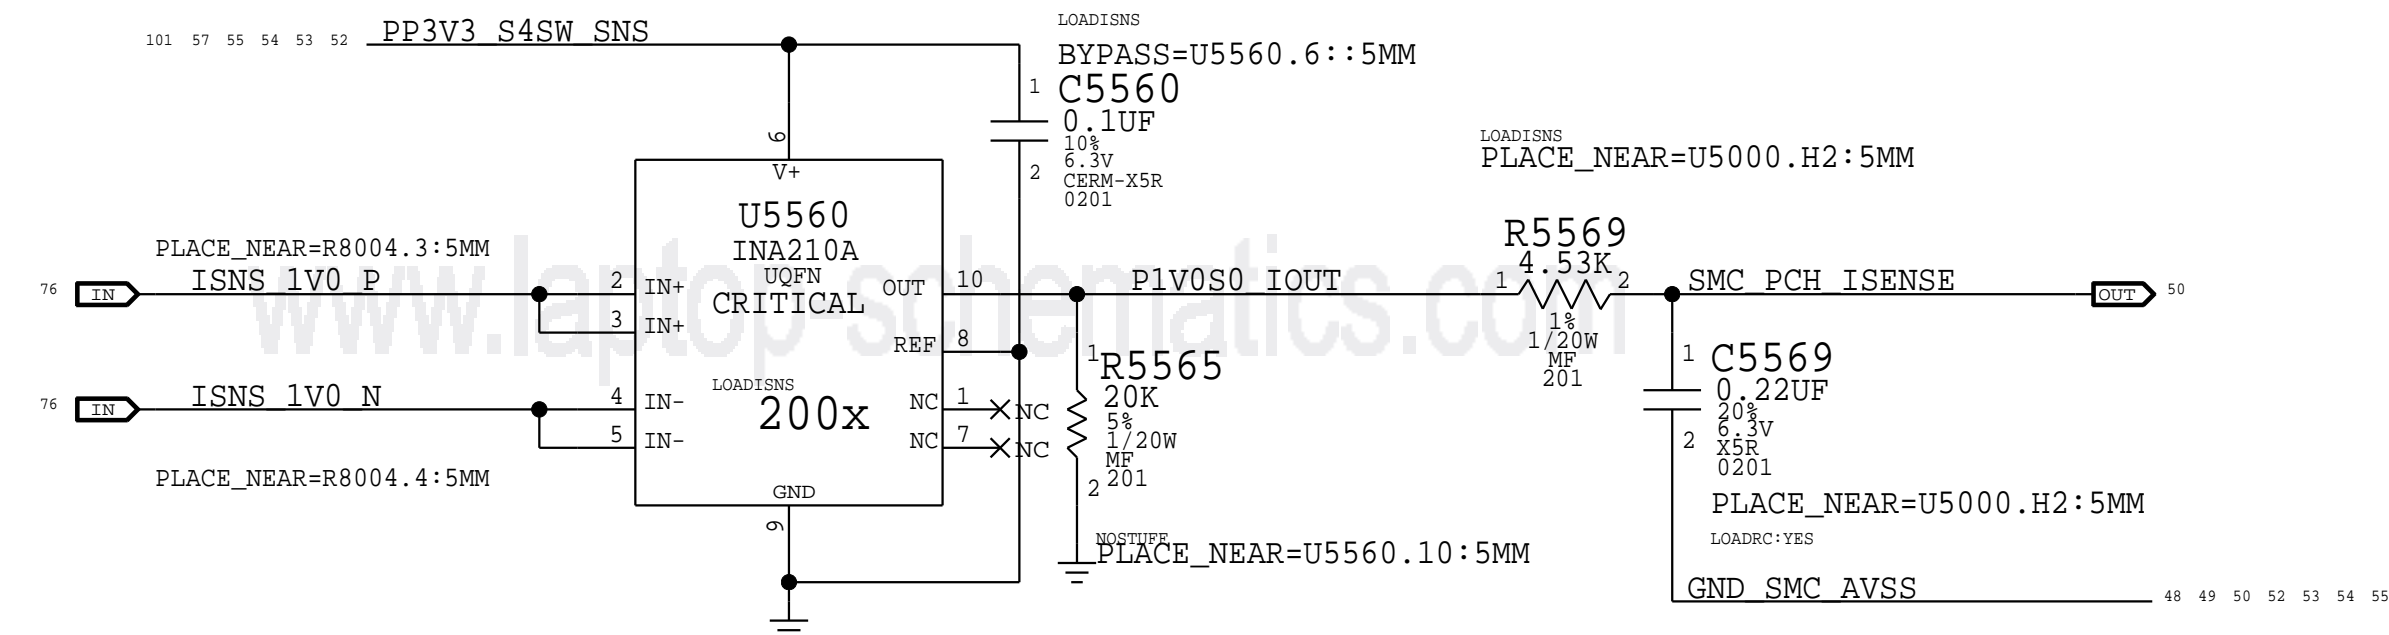 LOADISNS
101 57 55 54 53 52 PP3V3_S4SW_SNS
BYPASS=U5560.6::5MM
1 C5560
0.1UF
10%
6.3V
2 CERM-X5R
0201
6
V+
U5560
INA210A
UQFN
CRITICAL
LOADISNS
200x
PLACE_NEAR=R8004.3:5MM
76 IN ISNS_1V0_P 2 IN+
3 IN+
76 IN ISNS_1V0_N 4 IN-
5 IN-
PLACE_NEAR=R8004.4:5MM
OUT 10 P1V0S0_IOUT
REF 8
NC 1 NC
NC 7 NC
GND
9
1 R5565
20K
5%
1/20W
MF
2 201
NOSTUFF
PLACE_NEAR=U5560.10:5MM
LOADISNS
PLACE_NEAR=U5000.H2:5MM
R5569
4.53K
1 2
1%
1/20W
MF
201
SMC_PCH_ISENSE OUT 50
1 C5569
0.22UF
20%
6.3V
2 X5R
0201
PLACE_NEAR=U5000.H2:5MM
LOADRC:YES
GND_SMC_AVSS 48 49 50 52 53 54 55
www.laptop-schematics.com